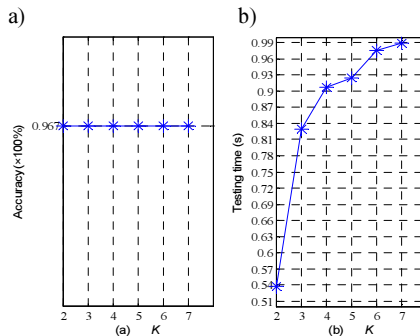 a)
b)
Accuracy(×100%)
0.967
2 3 4 5 6 7
(a) K
Testing time (s)
0.99
0.96
0.93
0.9
0.87
0.84
0.81
0.78
0.75
0.72
0.69
0.66
0.63
0.6
0.57
0.54
0.51
2 3 4 5 6 7
(b) K